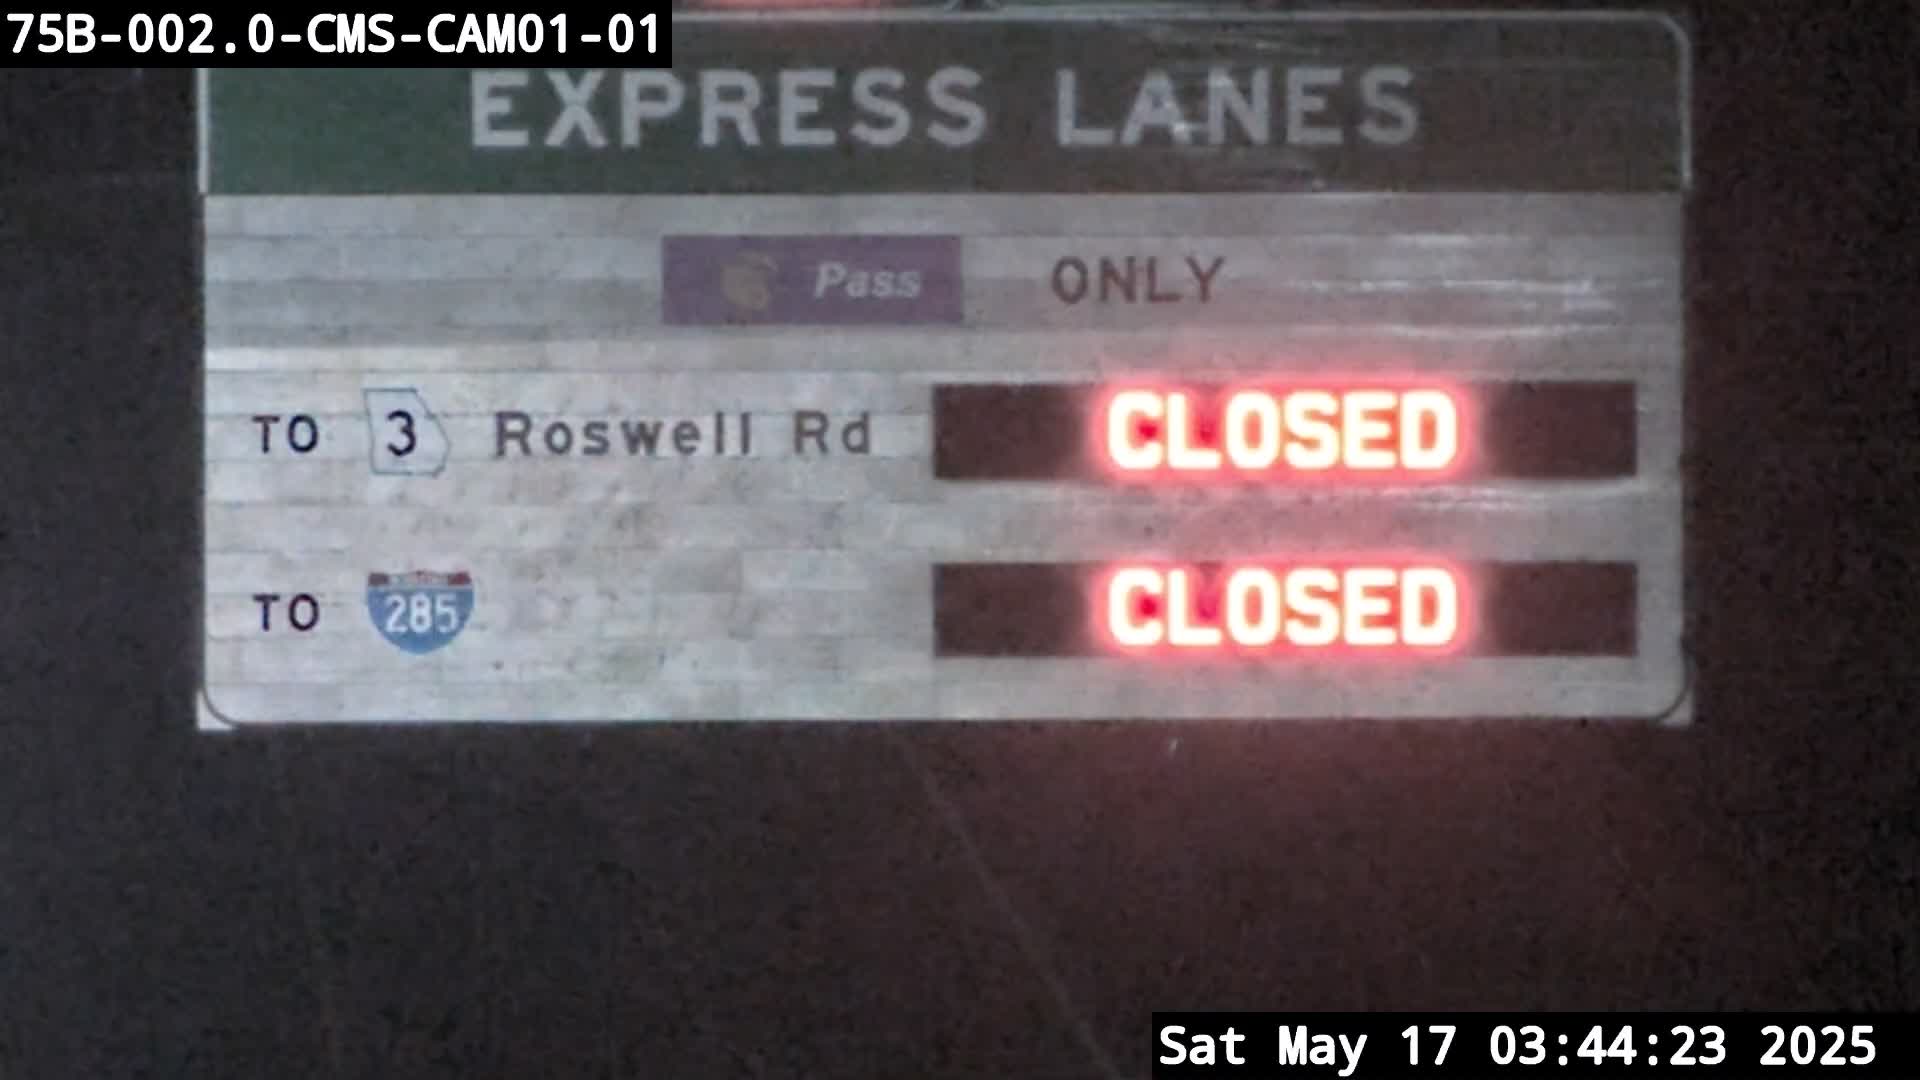 75B-002.0-CMS-CAM01-01
EXPRESS LANES
Pass ONLY
TO 3 Roswell Rd CLOSED
TO 285 CLOSED
Sat May 17 03:44:23 2025